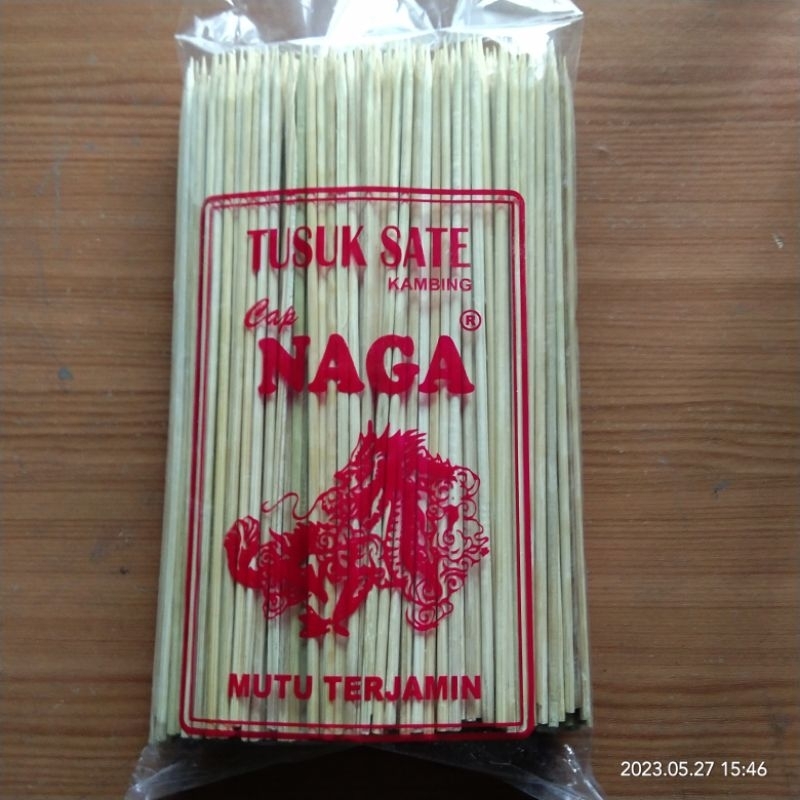 TUSUK SATE
KAMBING
Cap
NAGA ®
MUTU TERJAMIN
2023.05.27 15:46